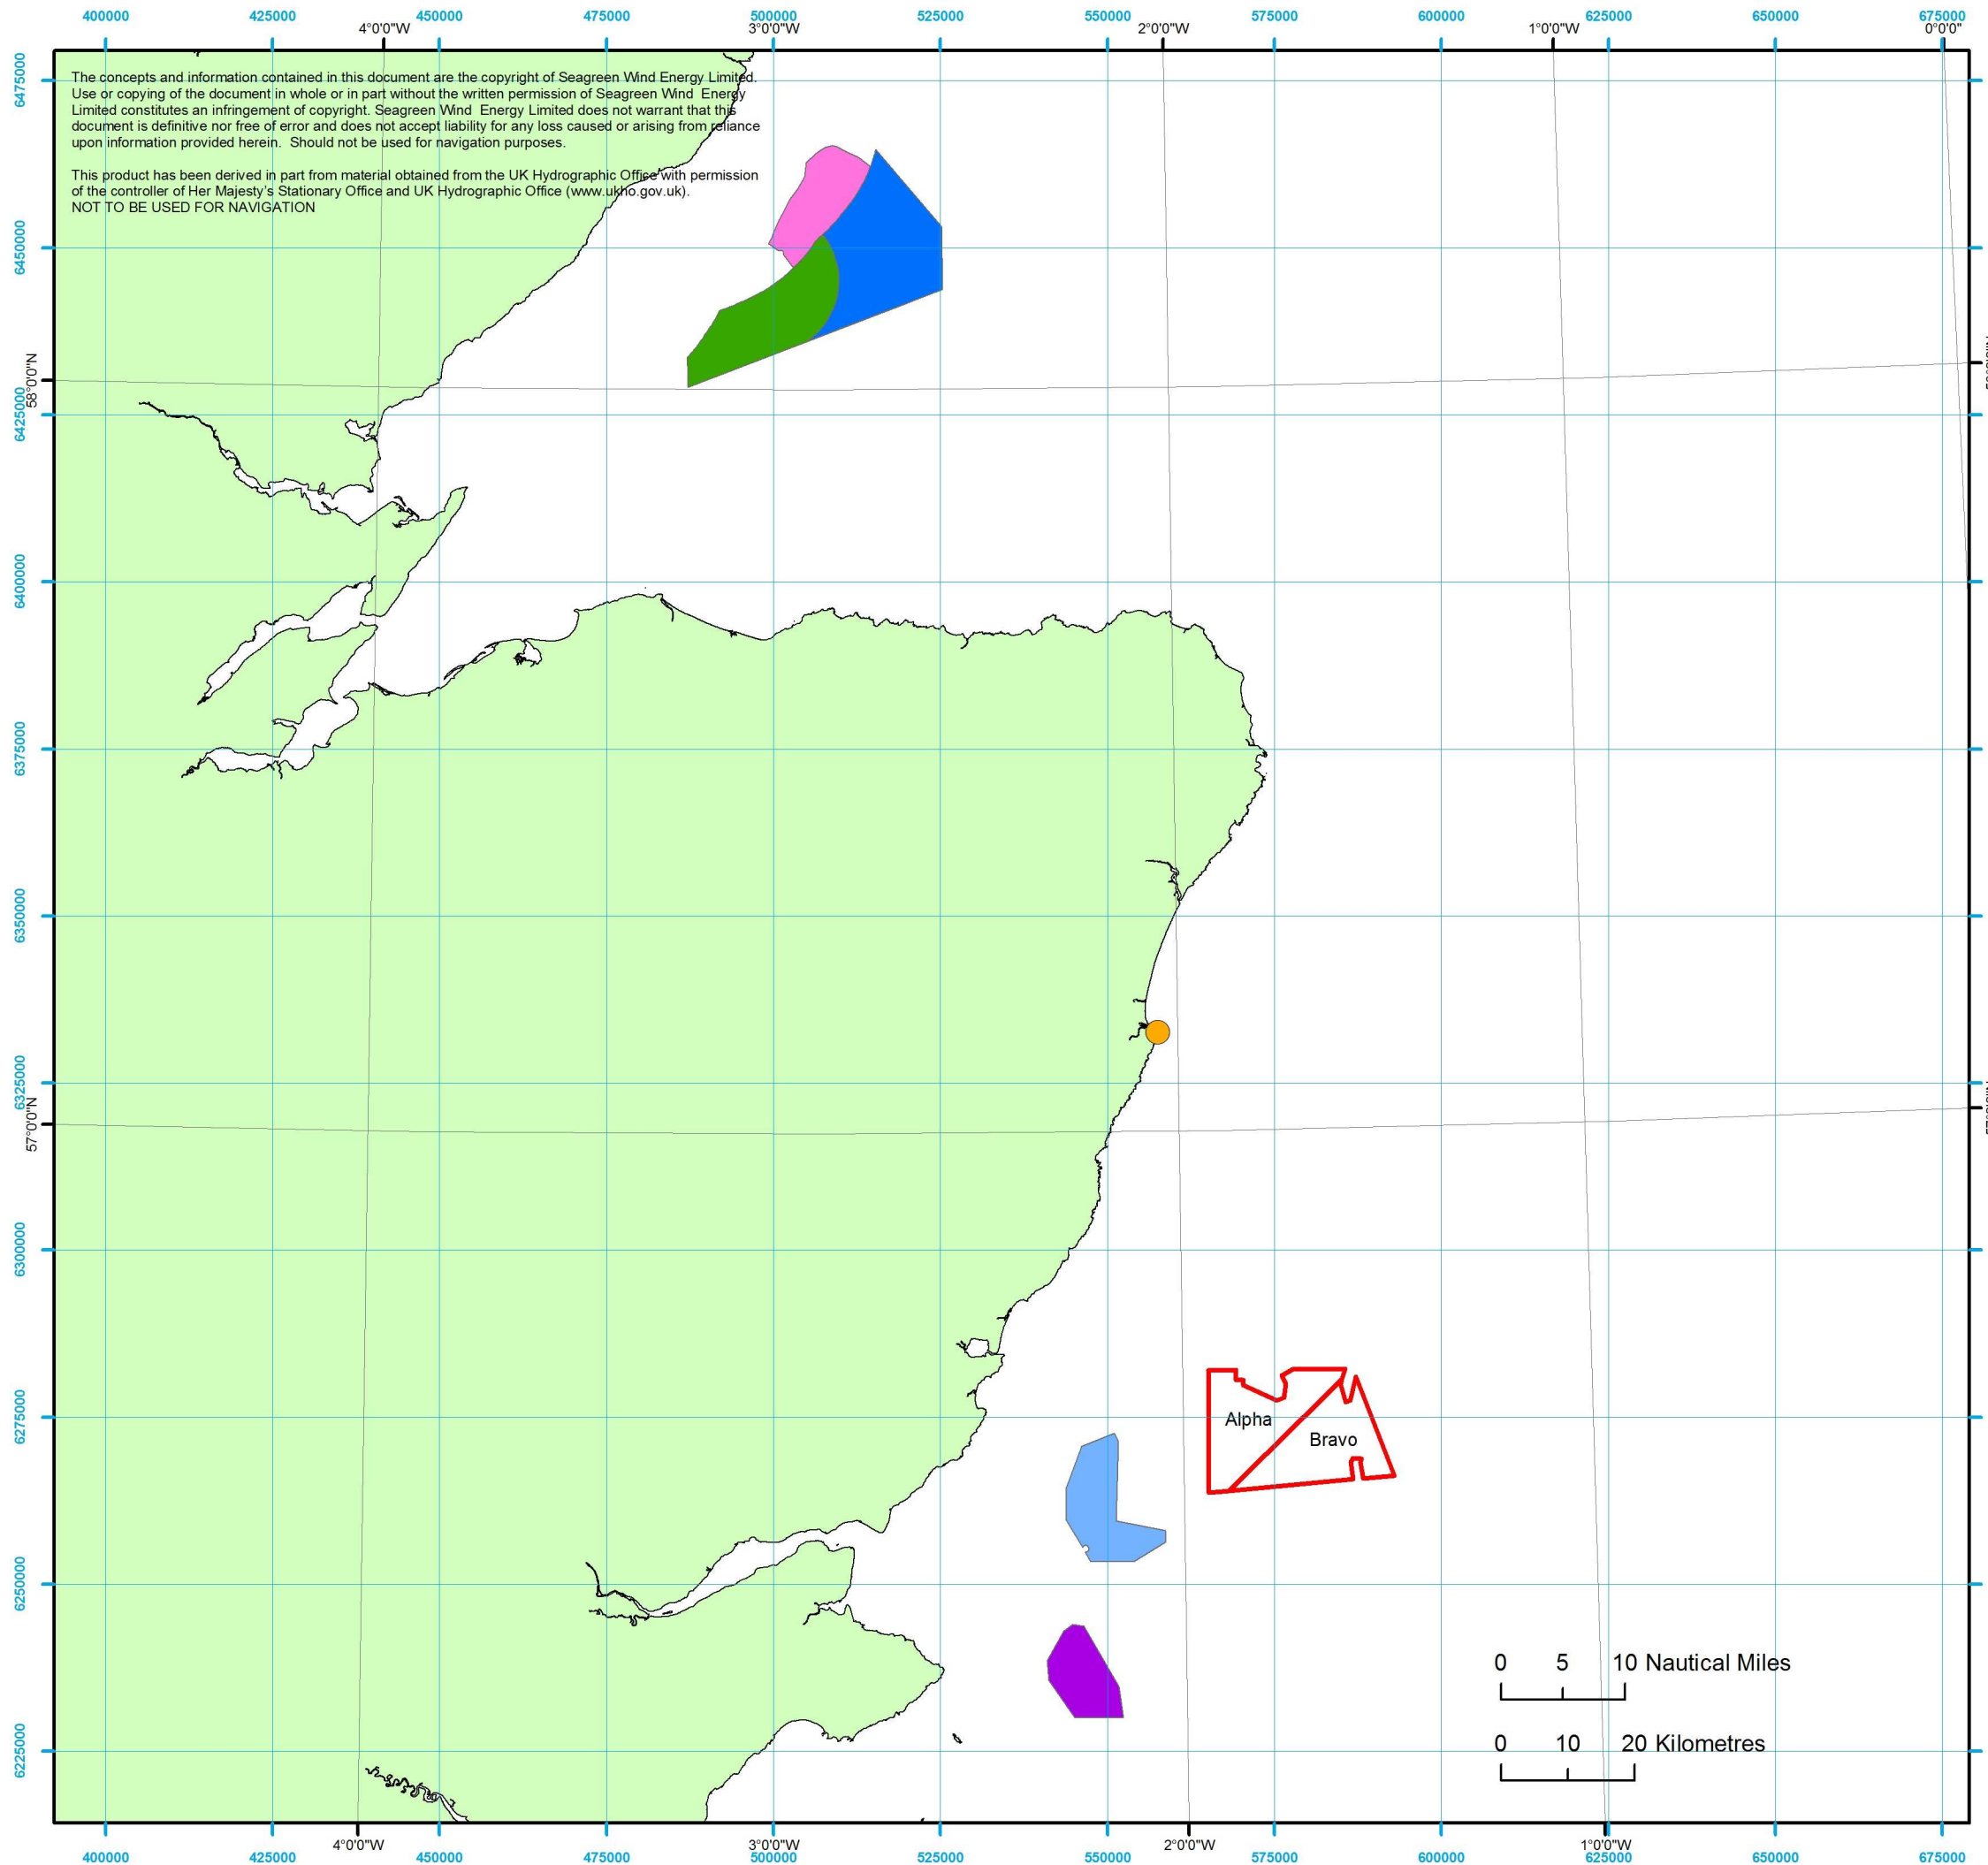 400000 425000 450000 475000 500000 525000 550000 575000 600000 625000 650000 675000
4°0'0"W 3°0'0"W 2°0'0"W 1°0'0"W 0°0'0"
The concepts and information contained in this document are the copyright of Seagreen Wind Energy Limited.
Use or copying of the document in whole or in part without the written permission of Seagreen Wind Energy
Limited constitutes an infringement of copyright. Seagreen Wind Energy Limited does not warrant that this
document is definitive nor free of error and does not accept liability for any loss caused or arising from reliance
upon information provided herein. Should not be used for navigation purposes.
This product has been derived in part from material obtained from the UK Hydrographic Office with permission
of the controller of Her Majesty's Stationary Office and UK Hydrographic Office (www.ukho.gov.uk).
NOT TO BE USED FOR NAVIGATION
6475000
6450000
58°0'0"N
6425000
6400000
6375000
6350000
6325000
57°0'0"N
6300000
6275000
6250000
6225000
Alpha
Bravo
0 5 10 Nautical Miles
0 10 20 Kilometres
4°0'0"W 3°0'0"W 2°0'0"W 1°0'0"W
400000 425000 450000 475000 500000 525000 550000 575000 600000 625000 650000 675000